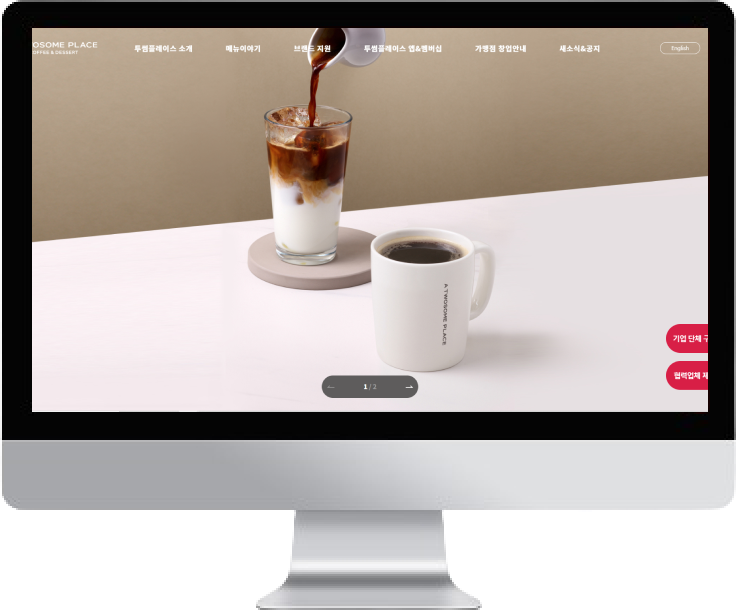 OSOME PLACE
OFFEE & DESSERT
투썸플레이스 소개
메뉴이야기
브랜드 지원
투썸플레이스 앱&멤버십
가맹점 창업안내
새소식&공지
English
A TWOSOME PLACE
기업 단체 구
협력업체 제
1 / 2